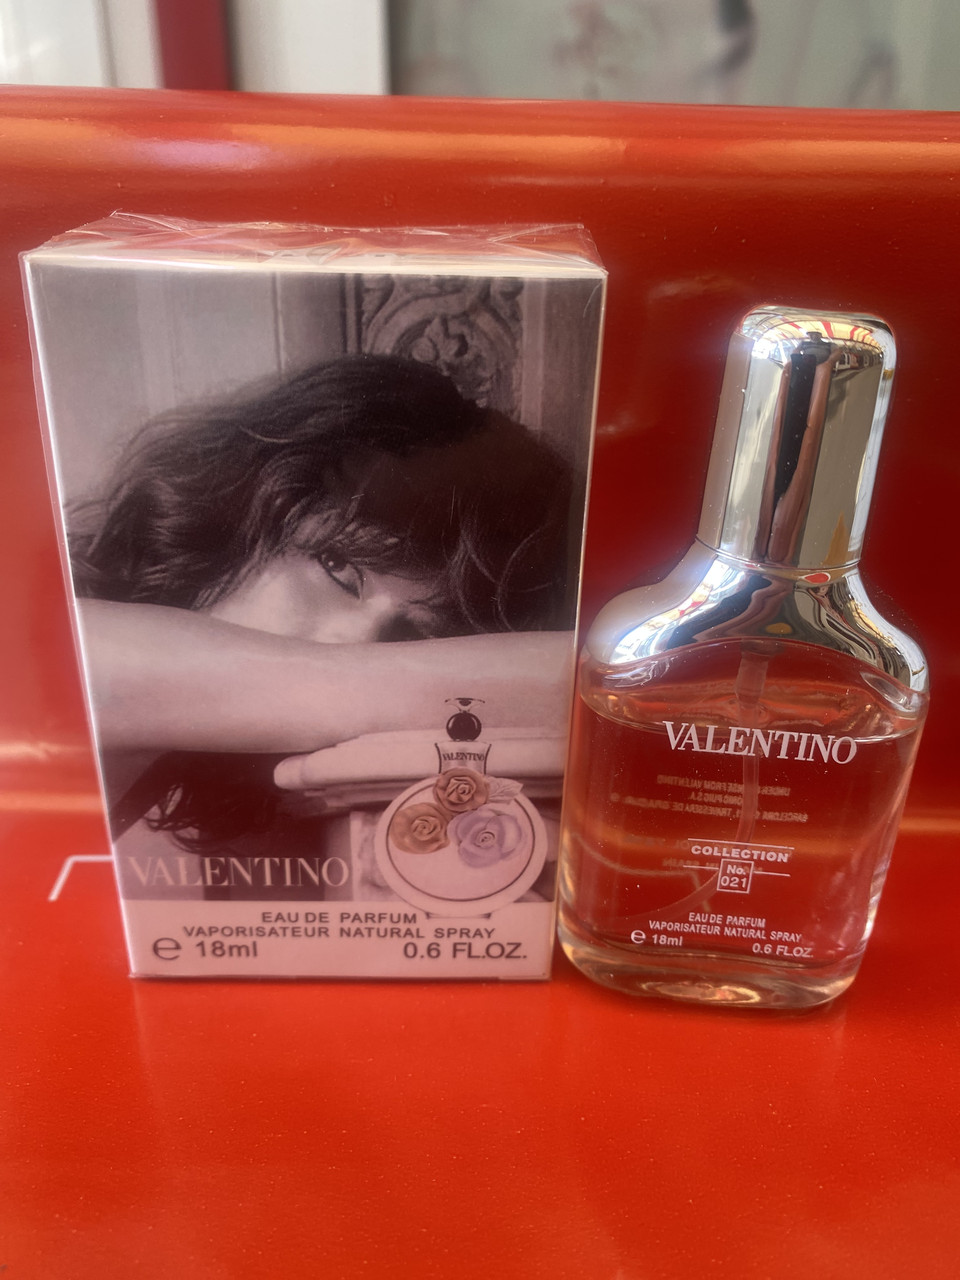 VALENTINO
VALENTINO
EAU DE PARFUM
VAPORISATEUR NATURAL SPRAY
℮ 18ml 0.6 FL.OZ.
VALENTINO
COLLECTION
No.
021
EAU DE PARFUM
VAPORISATEUR NATURAL SPRAY
℮ 18ml 0.6 FL.OZ.